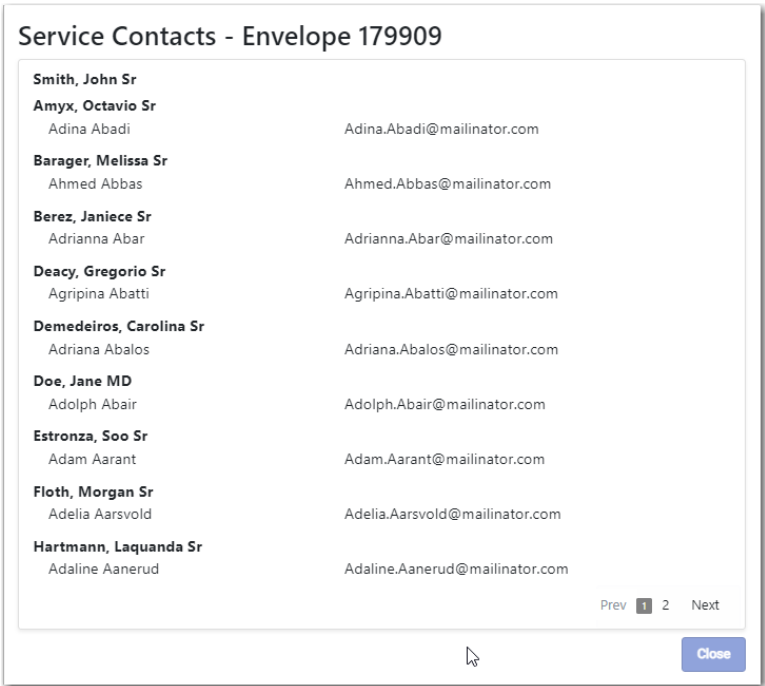 Service Contacts - Envelope 179909
Smith, John Sr
Amyx, Octavio Sr
Adina Abadi Adina.Abadi@mailinator.com
Barager, Melissa Sr
Ahmed Abbas Ahmed.Abbas@mailinator.com
Berez, Janiece Sr
Adrianna Abar Adrianna.Abar@mailinator.com
Deacy, Gregorio Sr
Agripina Abatti Agripina.Abatti@mailinator.com
Demedeiros, Carolina Sr
Adriana Abalos Adriana.Abalos@mailinator.com
Doe, Jane MD
Adolph Abair Adolph.Abair@mailinator.com
Estronza, Soo Sr
Adam Aarant Adam.Aarant@mailinator.com
Floth, Morgan Sr
Adelia Aarsvold Adelia.Aarsvold@mailinator.com
Hartmann, Laquanda Sr
Adaline Aanerud Adaline.Aanerud@mailinator.com
Prev 1 2 Next
Close